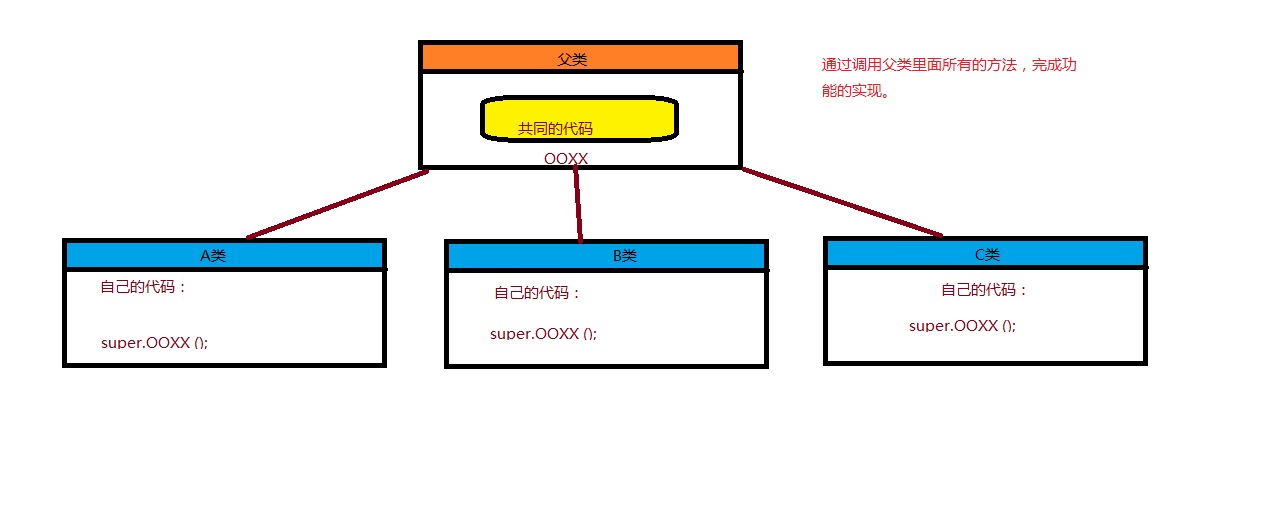 父类
通过调用父类里面所有的方法，完成功
能的实现。
共同的代码
OOXX
A类
自己的代码：
super.OOXX ();
B类
自己的代码：
super.OOXX ();
C类
自己的代码：
super.OOXX ();